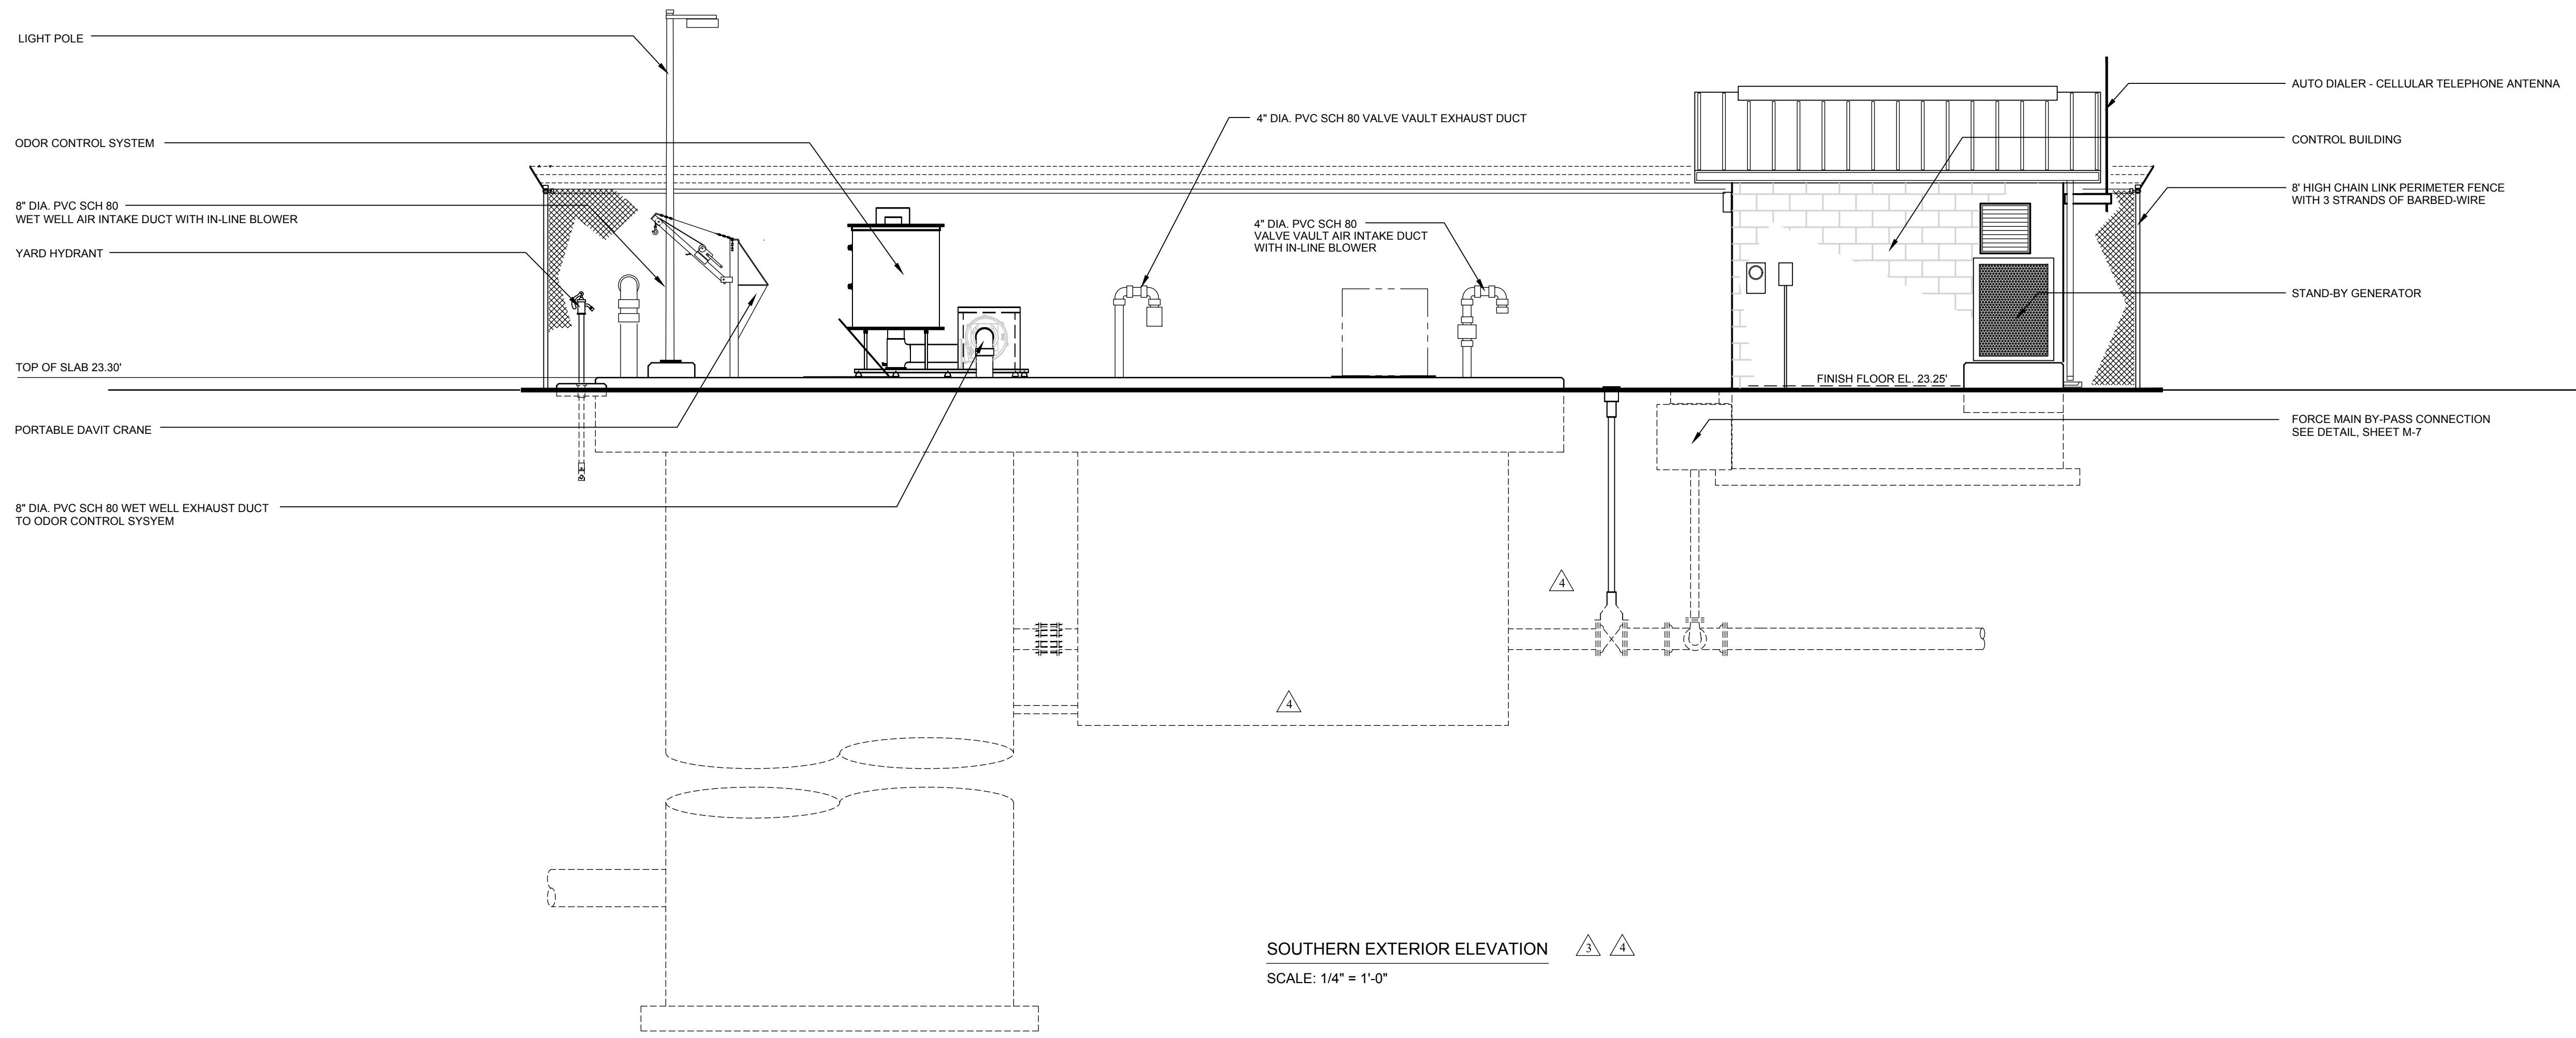 LIGHT POLE
ODOR CONTROL SYSTEM
8" DIA. PVC SCH 80
WET WELL AIR INTAKE DUCT WITH IN-LINE BLOWER
YARD HYDRANT
TOP OF SLAB 23.30'
PORTABLE DAVIT CRANE
8" DIA. PVC SCH 80 WET WELL EXHAUST DUCT
TO ODOR CONTROL SYSYEM
4" DIA. PVC SCH 80 VALVE VAULT EXHAUST DUCT
4" DIA. PVC SCH 80
VALVE VAULT AIR INTAKE DUCT
WITH IN-LINE BLOWER
FINISH FLOOR EL. 23.25'
AUTO DIALER - CELLULAR TELEPHONE ANTENNA
CONTROL BUILDING
8' HIGH CHAIN LINK PERIMETER FENCE
WITH 3 STRANDS OF BARBED-WIRE
STAND-BY GENERATOR
FORCE MAIN BY-PASS CONNECTION
SEE DETAIL, SHEET M-7
4
4
SOUTHERN EXTERIOR ELEVATION 3 4
SCALE: 1/4" = 1'-0"